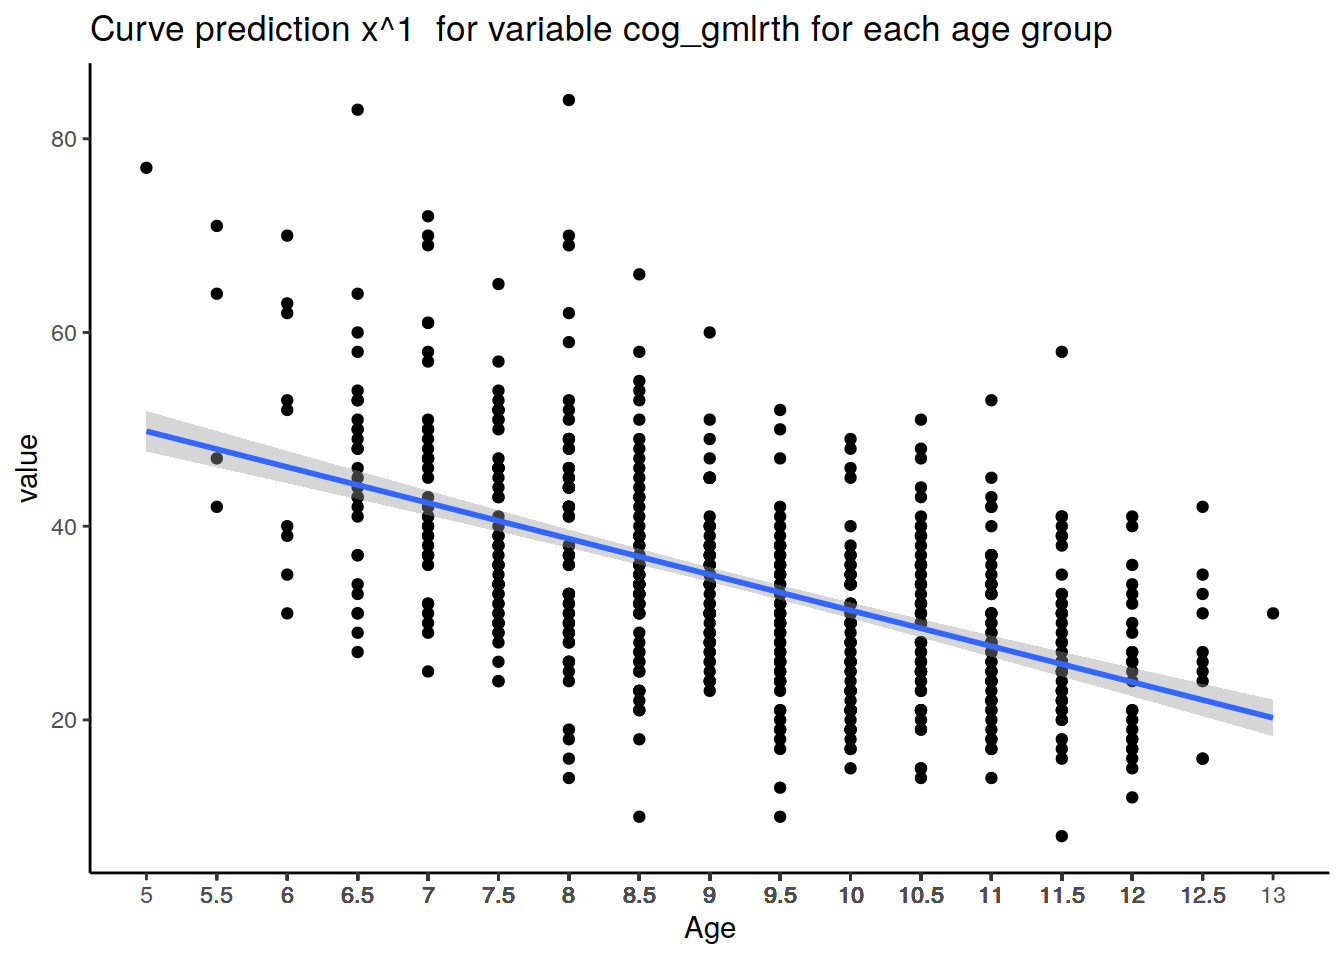 Curve prediction x^1  for variable cog_gmlrth for each age group
value
80
60
40
20
5 5.5 6 6.5 7 7.5 8 8.5 9 9.5 10 10.5 11 11.5 12 12.5 13
Age